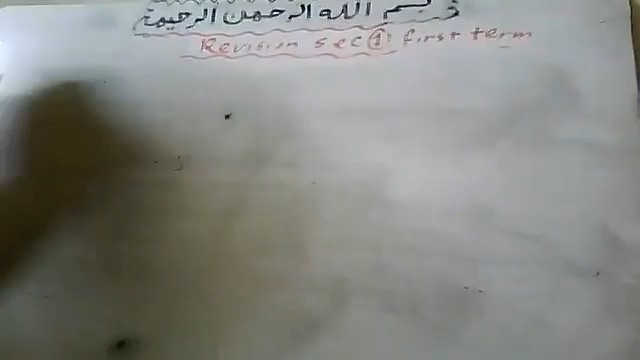 بسم الله الرحمن الرحيم
Revision sec ① first term